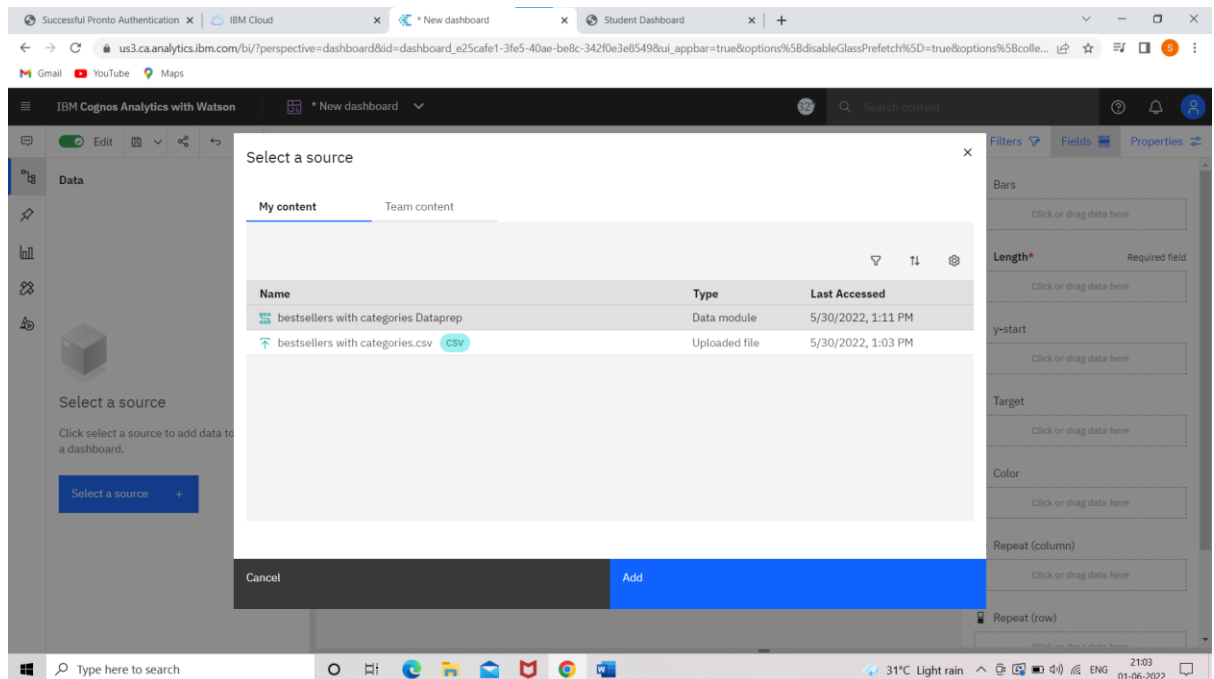 Successful Pronto Authentication
IBM Cloud
* New dashboard
Student Dashboard
us3.ca.analytics.ibm.com/bi/?perspective=dashboard&id=dashboard_e25cafe1-3fe5-40ae-be8c-342f0e3e8549&ui_appbar=true&options%5BdisableGlassPrefetch%5D=true&options%5Bcolle...
S
Gmail YouTube Maps
IBM Cognos Analytics with Watson
* New dashboard
Search content
Edit
Filters
Fields
Properties
Data
Select a source
Click select a source to add data to
a dashboard.
Select a source +
Select a source
My content
Team content
Name Type Last Accessed
bestsellers with categories Dataprep Data module 5/30/2022, 1:11 PM
bestsellers with categories.csv CSV Uploaded file 5/30/2022, 1:03 PM
Cancel
Add
Bars
Click or drag data here
Length* Required field
Click or drag data here
y-start
Click or drag data here
Target
Click or drag data here
Color
Click or drag data here
Repeat (column)
Click or drag data here
Repeat (row)
Type here to search
31°C Light rain
ENG
21:03
01-06-2022